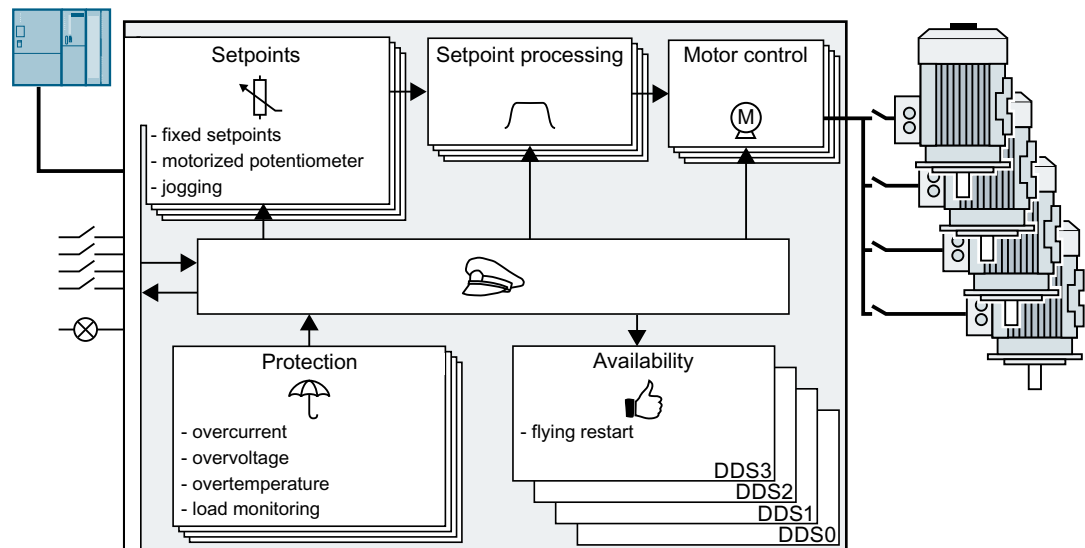 Setpoints
- fixed setpoints
- motorized potentiometer
- jogging
Setpoint processing
Motor control
M
Protection
- overcurrent
- overvoltage
- overtemperature
- load monitoring
Availability
- flying restart
DDS3
DDS2
DDS1
DDS0